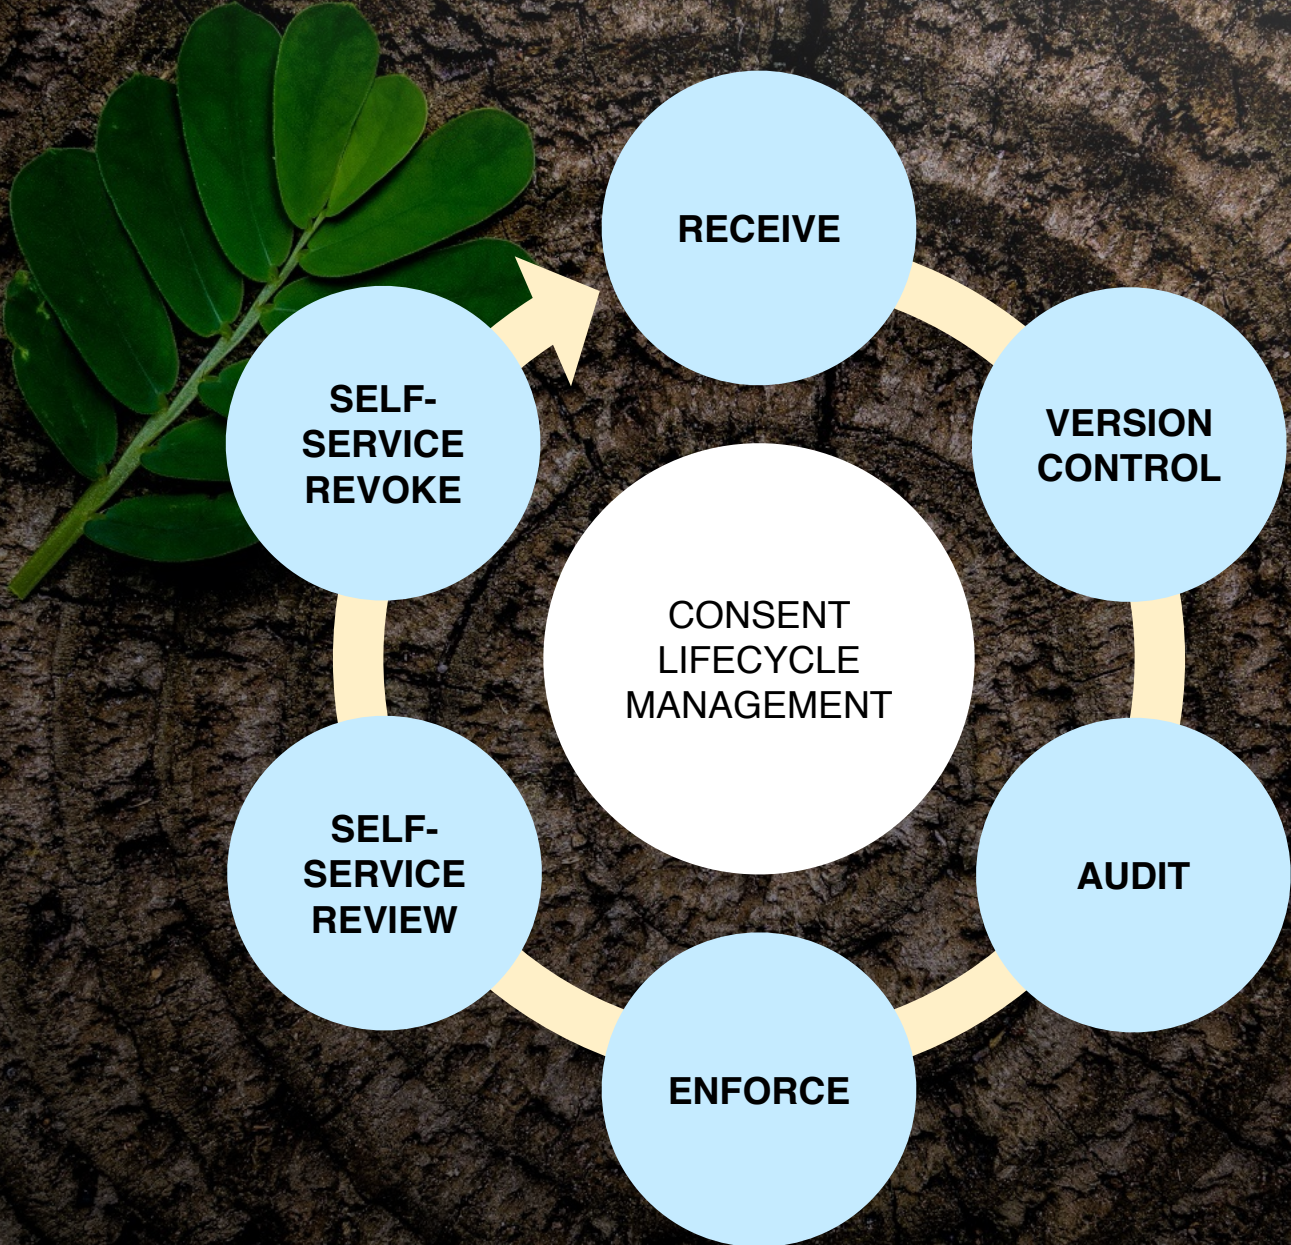 RECEIVE
VERSION
CONTROL
AUDIT
ENFORCE
SELF-
SERVICE
REVIEW
SELF-
SERVICE
REVOKE
CONSENT
LIFECYCLE
MANAGEMENT